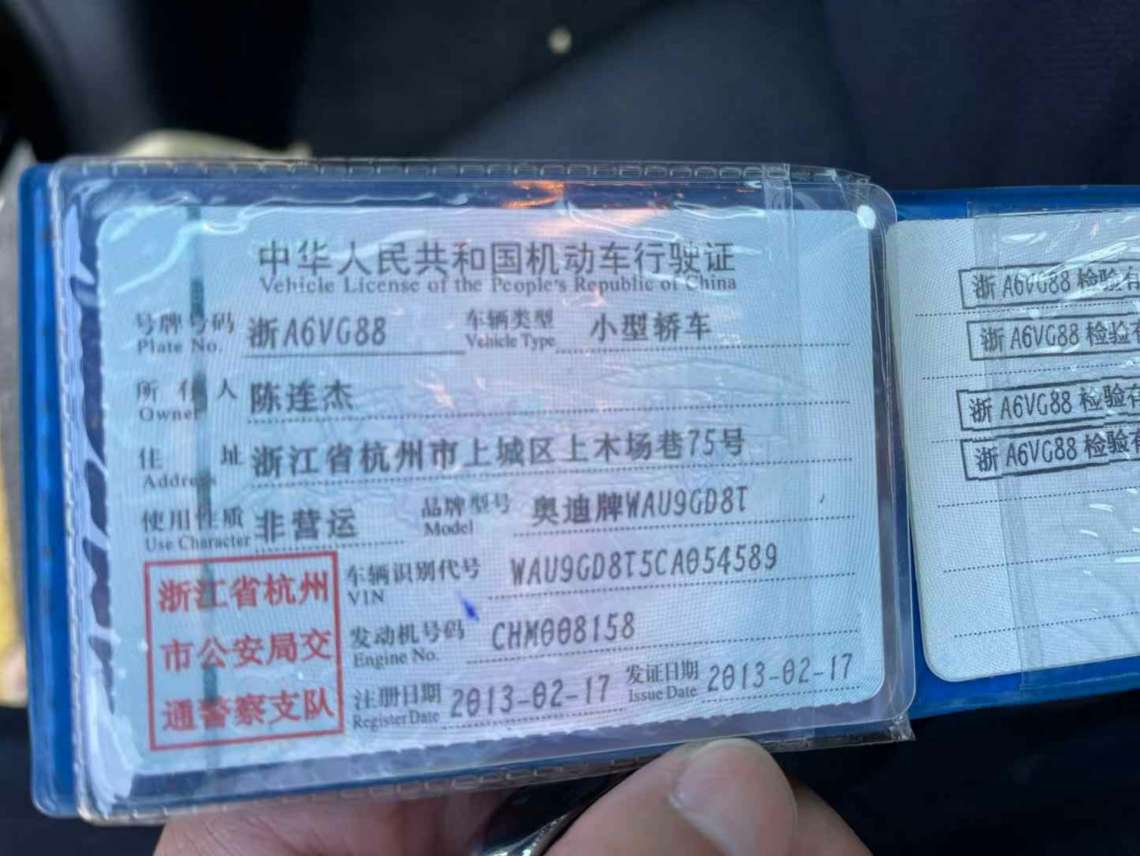 中华人民共和国机动车行驶证
Vehicle License of the People's Republic of China
号牌号码 浙A6VG88 车辆类型 小型轿车
Plate No. Vehicle Type
所有人 陈连杰
Owner
住址 浙江省杭州市上城区上木场巷75号
Address
使用性质 非营运 品牌型号 奥迪牌WAU9GD8T
Use Character Model
浙江省杭州
市公安局交
通警察支队
车辆识别代号 WAU9GD8T5CA054589
VIN
发动机号码 CHM008158
Engine No.
注册日期 2013-02-17 发证日期 2013-02-17
Register Date Issue Date
浙A6VG88检验有
浙A6VG88检验有
浙A6VG88检验有
浙A6VG88检验有